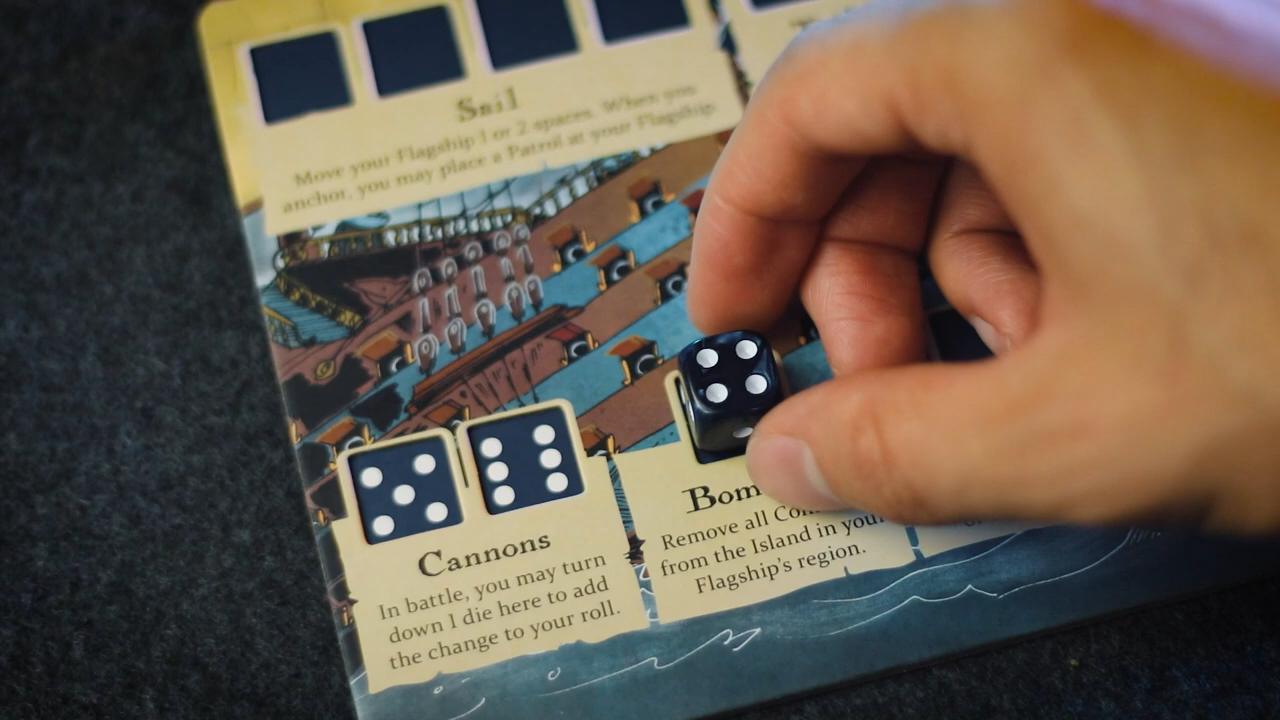 Sail
Move your Flagship 1 or 2 spaces. When you
anchor, you may place a Patrol at your Flagship.
Cannons
In battle, you may turn
down 1 die here to add
the change to your roll.
Bom
Remove all Com
from the Island in your
Flagship's region.